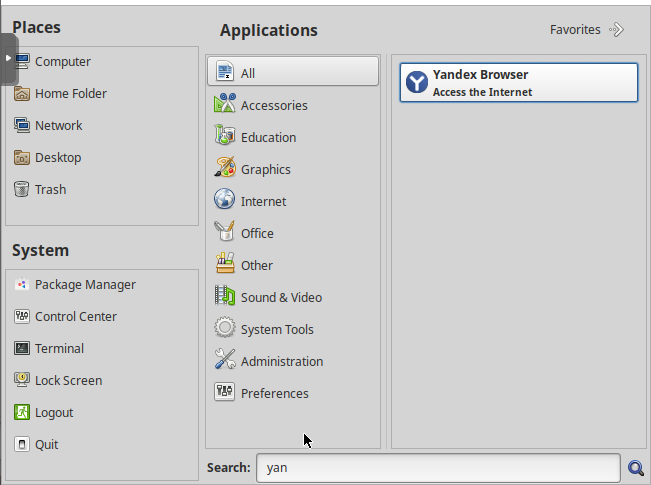 Places
Computer
Home Folder
Network
Desktop
Trash
System
Package Manager
Control Center
Terminal
Lock Screen
Logout
Quit
Applications
Favorites
All
Accessories
Education
Graphics
Internet
Office
Other
Sound & Video
System Tools
Administration
Preferences
Yandex Browser
Access the Internet
Search: yan